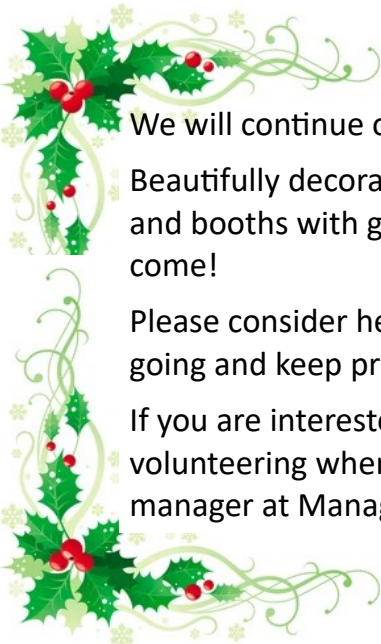 We will continue
Beautifully decora
and booths with g
come!
Please consider he
going and keep pr
If you are intereste
volunteering wher
manager at Manag